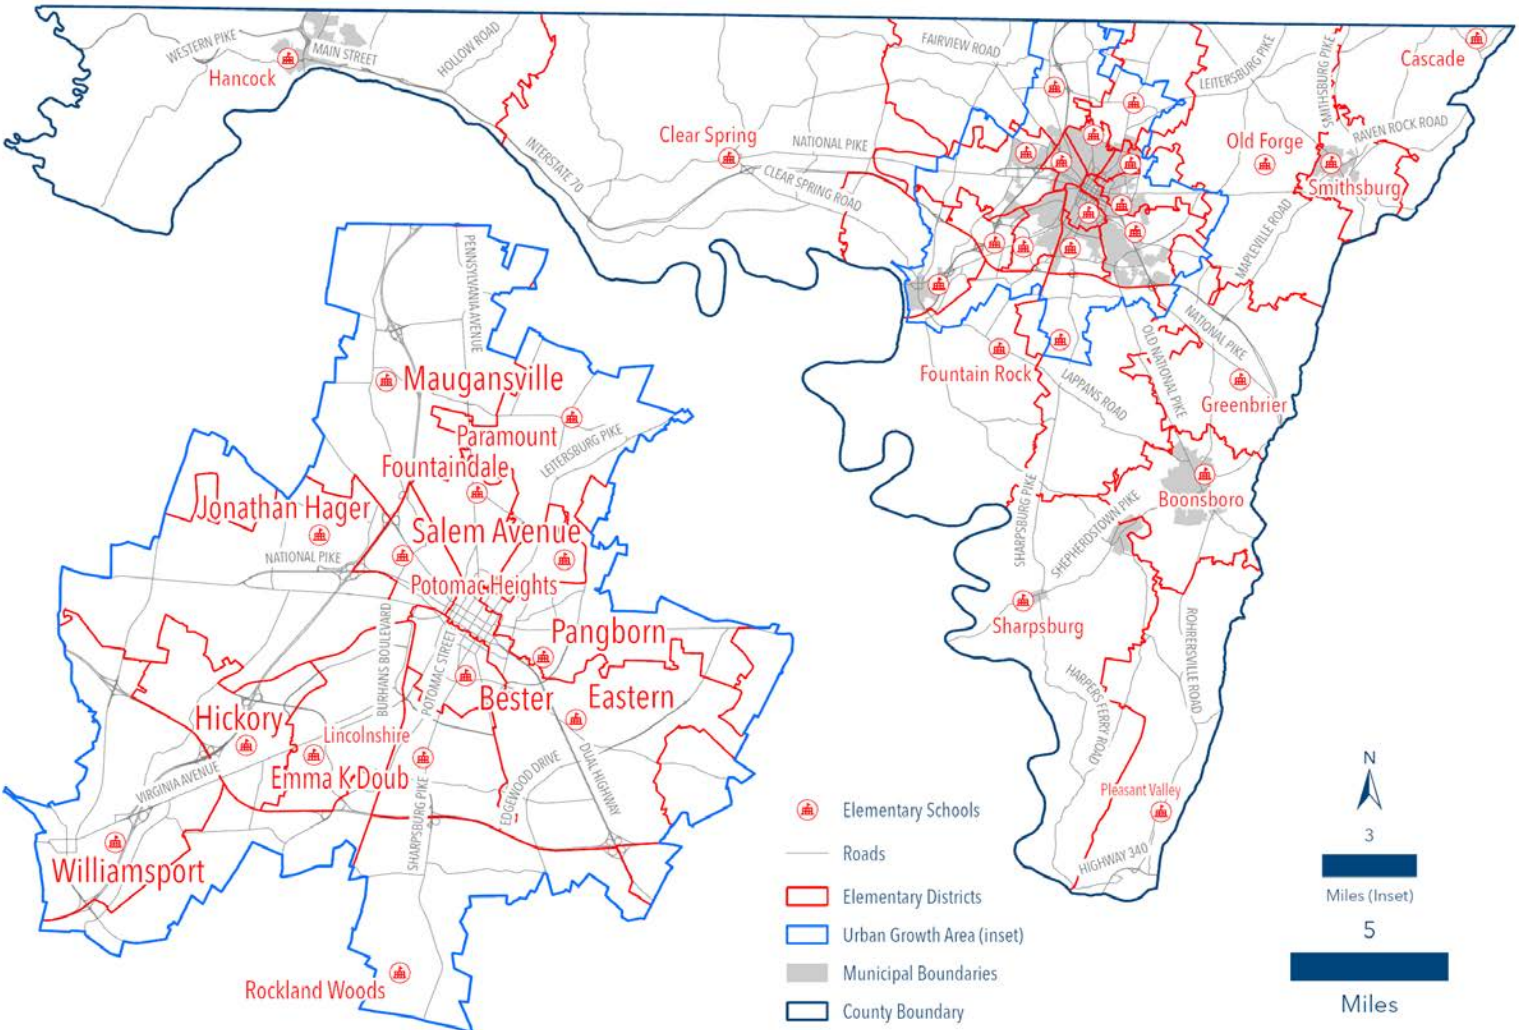 WESTERN PIKE
MAIN STREET
HOLLOW ROAD
Hancock
INTERSTATE 70
Clear Spring
NATIONAL PIKE
CLEAR SPRING ROAD
FAIRVIEW ROAD
LEITERSBURG PIKE
SMITHSBURG PIKE
Cascade
RAVEN ROCK ROAD
Old Forge
Smithsburg
MAPLEVILLE ROAD
NATIONAL PIKE
OLD NATIONAL PIKE
Fountain Rock
LAPPANS ROAD
Greenbrier
SHARPSBURG PIKE
SHEPHERDSTOWN PIKE
Boonsboro
Sharpsburg
HARPERS FERRY ROAD
ROHRERSVILLE ROAD
Pleasant Valley
HIGHWAY 340
PENNSYLVANIA AVENUE
Maugansville
Paramount
LEITERSBURG PIKE
Fountaindale
Jonathan Hager
Salem Avenue
NATIONAL PIKE
Potomac Heights
BURHANS BOULEVARD
POTOMAC STREET
Pangborn
Bester
Eastern
Hickory
Lincolnshire
Emma K Doub
VIRGINIA AVENUE
SHARPSBURG PIKE
EDGEWOOD DRIVE
DUAL HIGHWAY
Williamsport
Rockland Woods
Elementary Schools
Roads
Elementary Districts
Urban Growth Area (inset)
Municipal Boundaries
County Boundary
N
3
Miles (Inset)
5
Miles